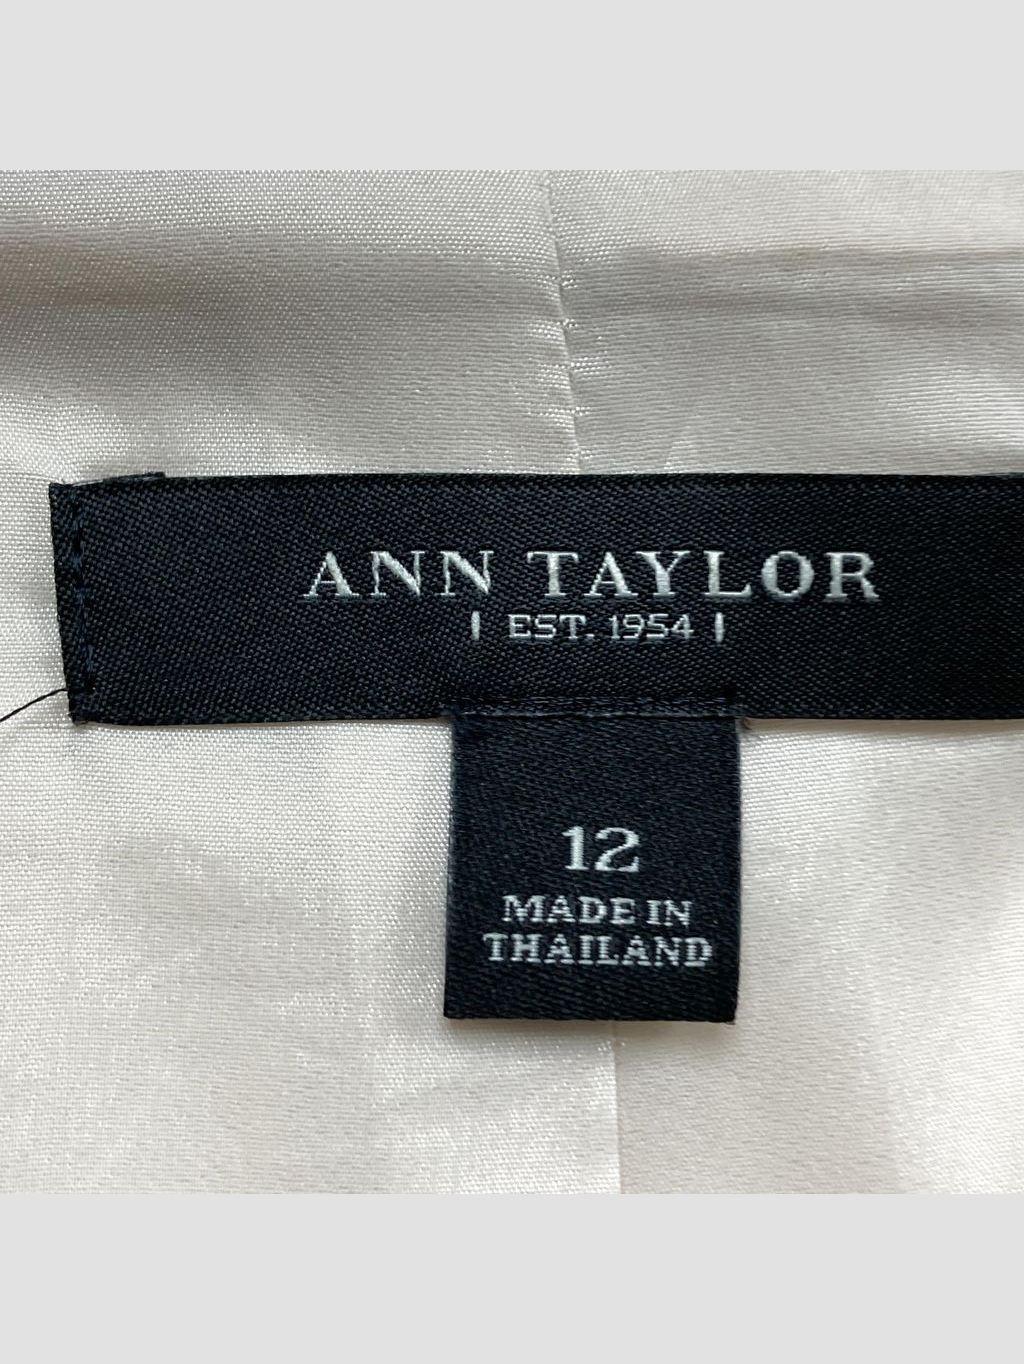 ANN TAYLOR
| EST. 1954 |
12
MADE IN
THAILAND